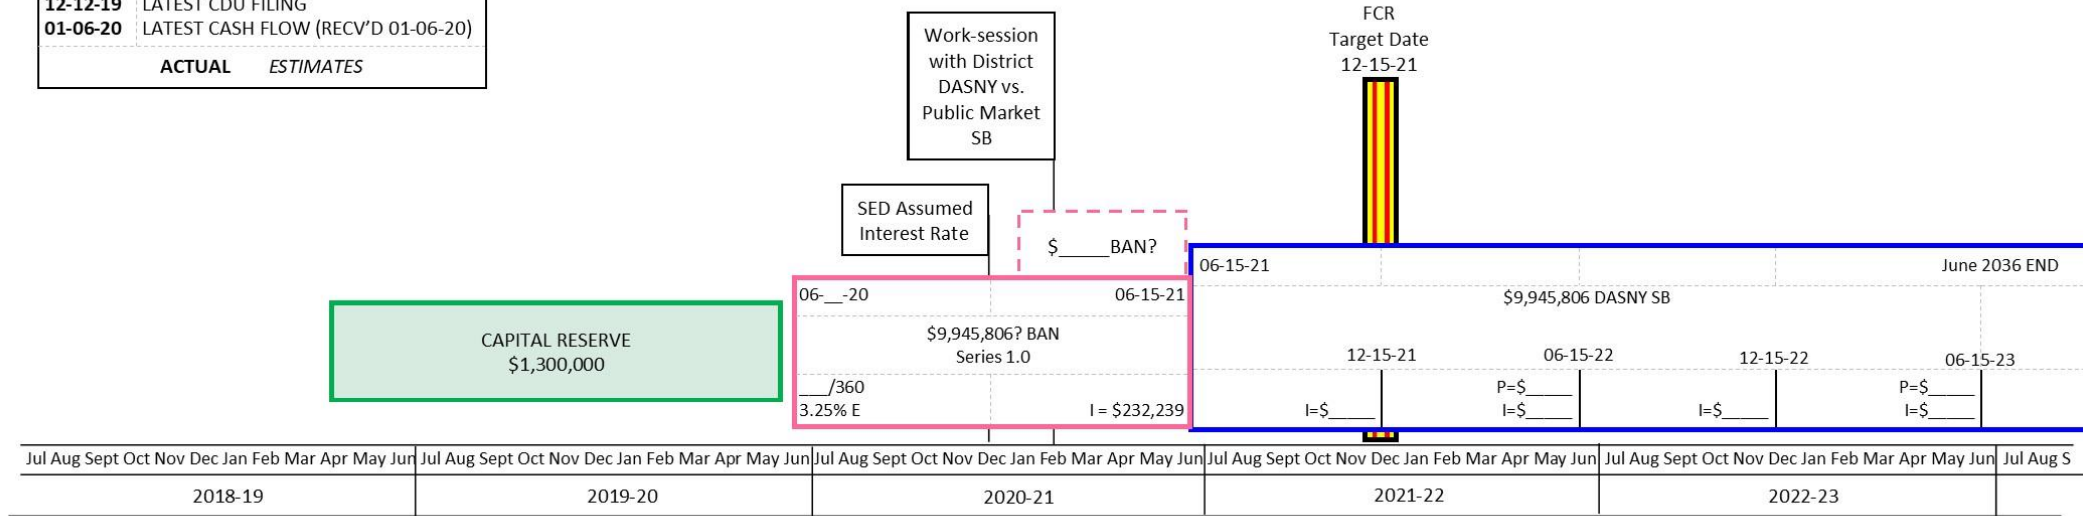 12-12-19 LATEST CDU FILING
01-06-20 LATEST CASH FLOW (RECV'D 01-06-20)
ACTUAL ESTIMATES
Work-session
with District
DASNY vs.
Public Market
SB
FCR
Target Date
12-15-21
SED Assumed
Interest Rate
$_____BAN?
CAPITAL RESERVE
$1,300,000
06-__-20 06-15-21
$9,945,806? BAN
Series 1.0
___/360
3.25% E I = $232,239
06-15-21 June 2036 END
$9,945,806 DASNY SB
12-15-21 06-15-22 12-15-22 06-15-23
P=$_____ P=$_____
I=$_____ I=$_____ I=$_____ I=$_____
Jul Aug Sept Oct Nov Dec Jan Feb Mar Apr May Jun Jul Aug Sept Oct Nov Dec Jan Feb Mar Apr May Jun Jul Aug Sept Oct Nov Dec Jan Feb Mar Apr May Jun Jul Aug Sept Oct Nov Dec Jan Feb Mar Apr May Jun Jul Aug Sept Oct Nov Dec Jan Feb Mar Apr May Jun Jul Aug S
2018-19 2019-20 2020-21 2021-22 2022-23